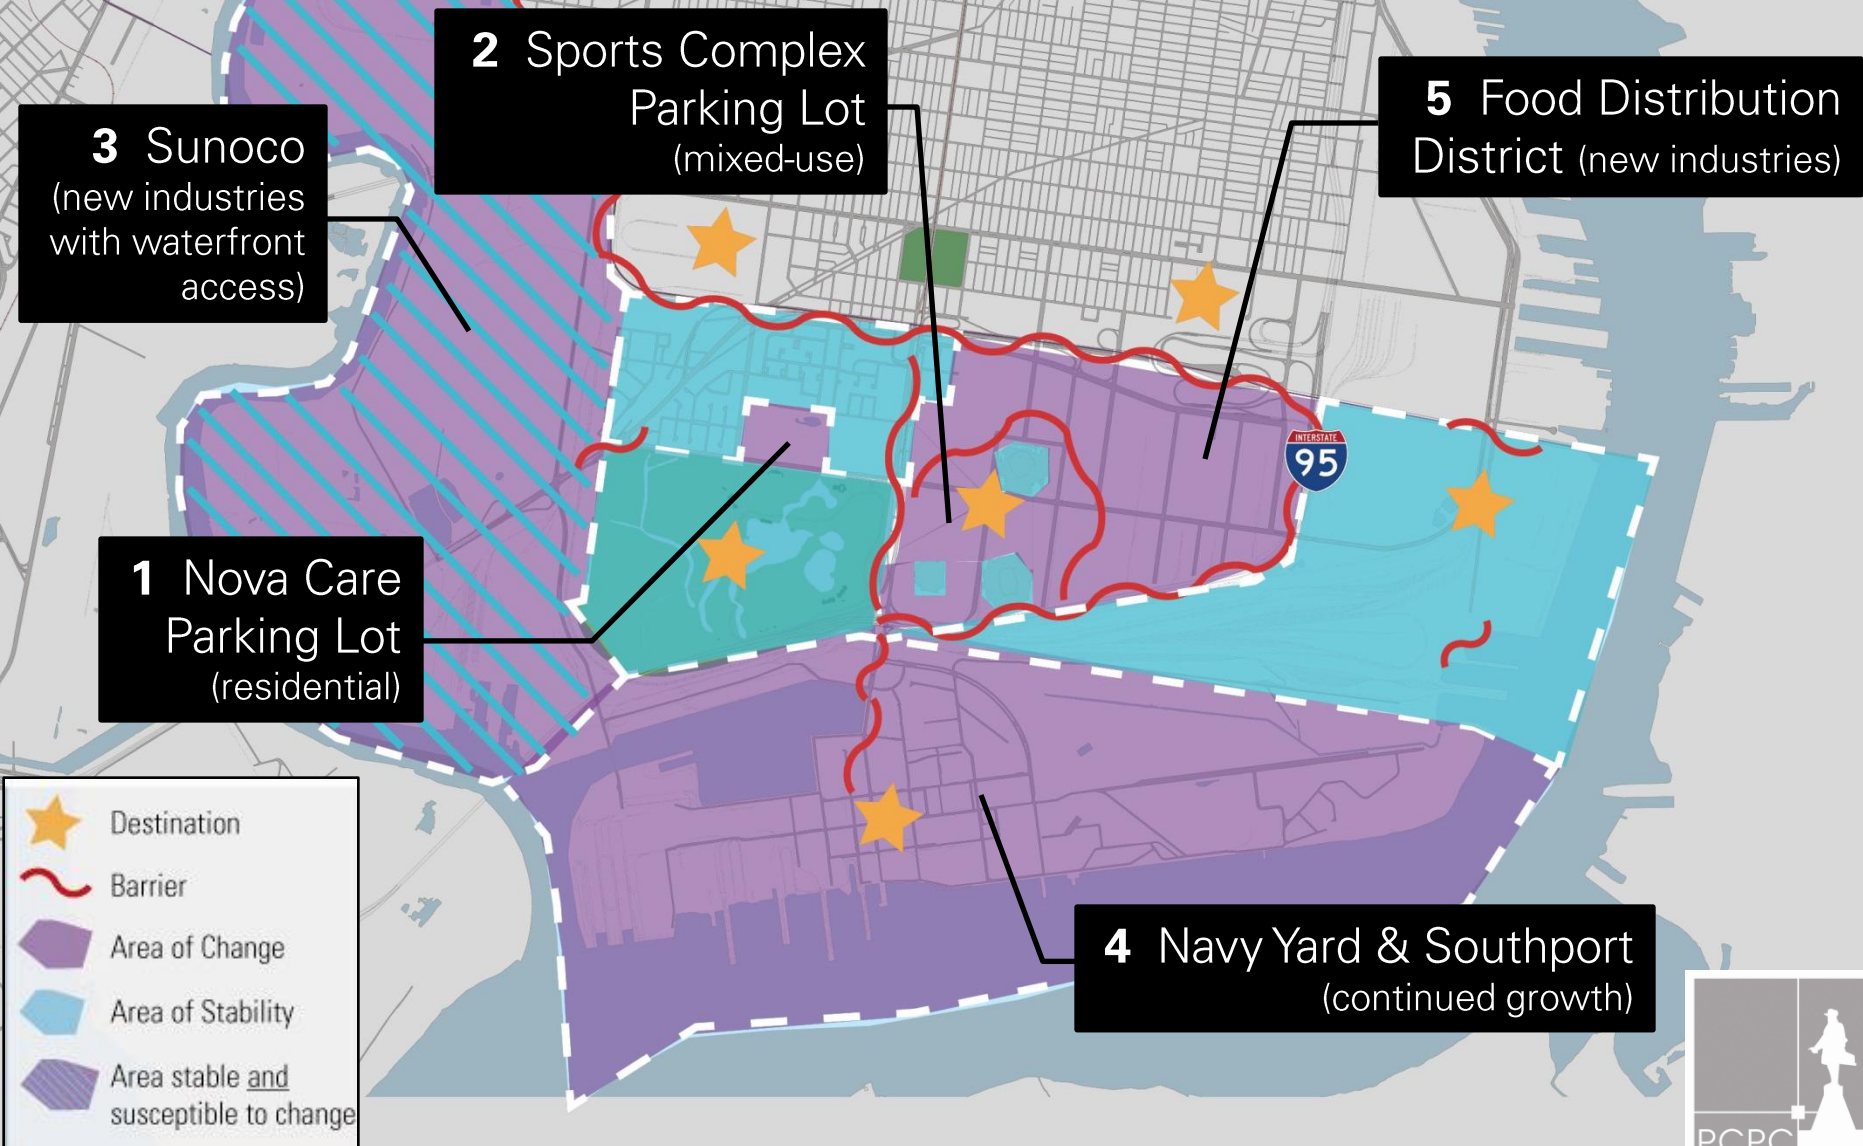 2 Sports Complex
Parking Lot
(mixed-use)
5 Food Distribution
District (new industries)
3 Sunoco
(new industries
with waterfront
access)
INTERSTATE
95
1 Nova Care
Parking Lot
(residential)
4 Navy Yard & Southport
(continued growth)
Destination
Barrier
Area of Change
Area of Stability
Area stable and
susceptible to change
PCPC